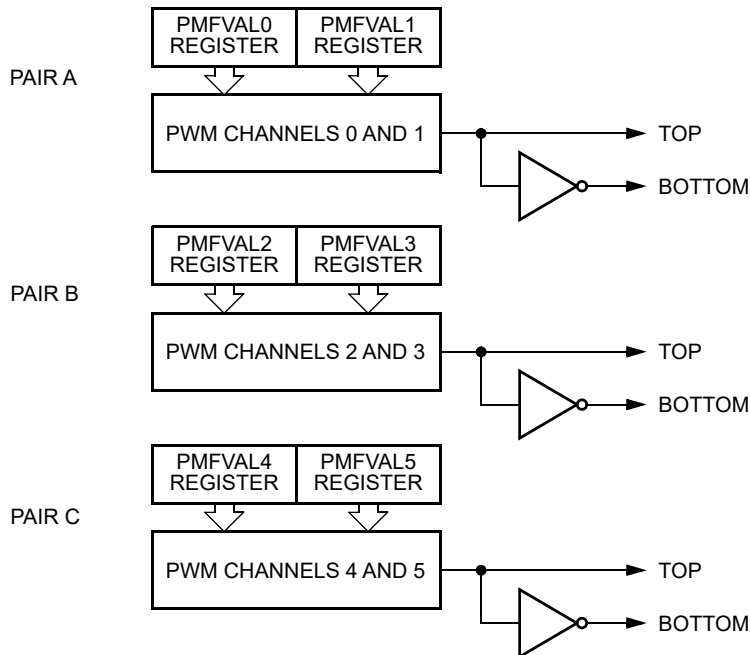 PMFVAL0 REGISTER
PMFVAL1 REGISTER
PAIR A
PWM CHANNELS 0 AND 1
TOP
BOTTOM
PMFVAL2 REGISTER
PMFVAL3 REGISTER
PAIR B
PWM CHANNELS 2 AND 3
TOP
BOTTOM
PMFVAL4 REGISTER
PMFVAL5 REGISTER
PAIR C
PWM CHANNELS 4 AND 5
TOP
BOTTOM